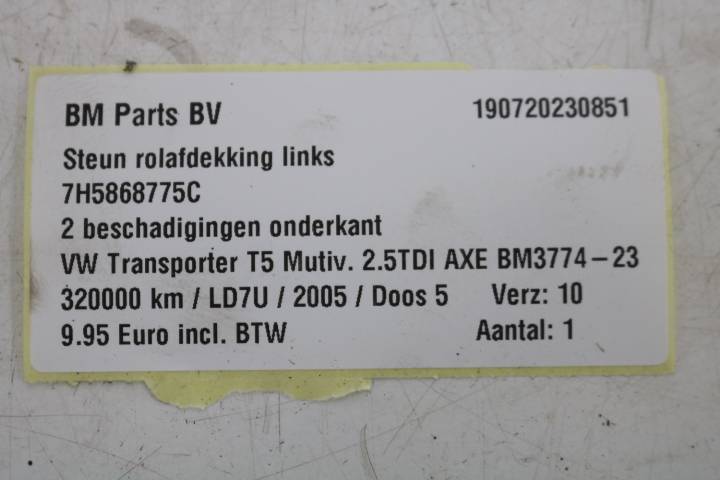 BM Parts BV 190720230851
Steun rolafdekking links
7H5868775C
2 beschadigingen onderkant
VW Transporter T5 Mutiv. 2.5TDI AXE BM3774-23
320000 km / LD7U / 2005 / Doos 5 Verz: 10
9.95 Euro incl. BTW Aantal: 1